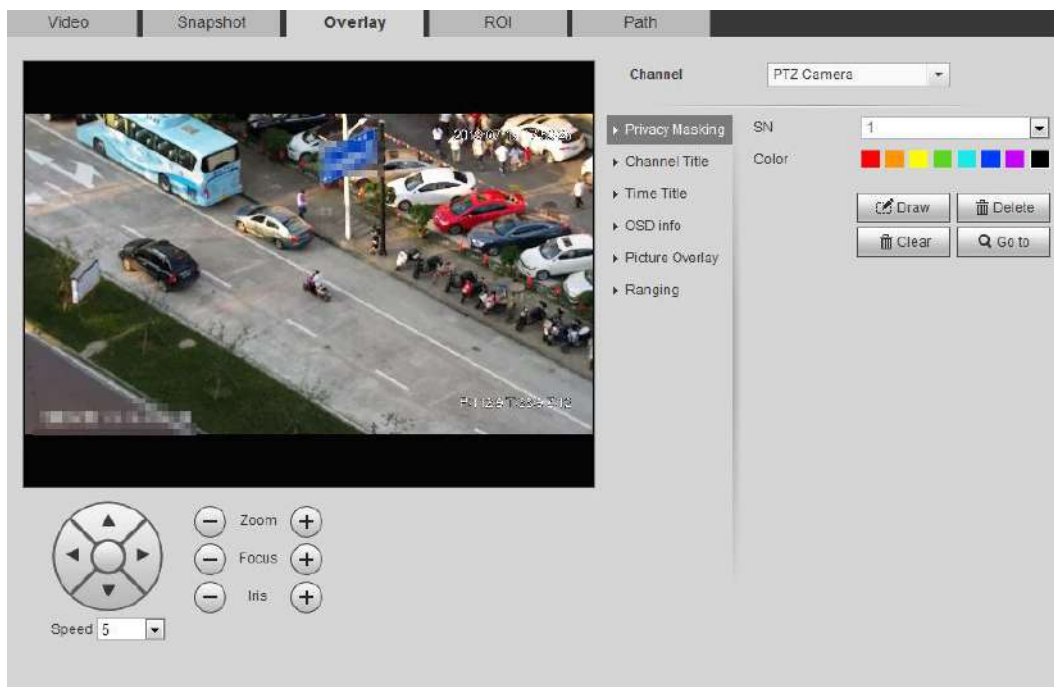 Video Snapshot Overlay ROI Path
Channel PTZ Camera
Privacy Masking
Channel Title
Time Title
OSD info
Picture Overlay
Ranging
SN 1
Color
Draw Delete
Clear Go to
Zoom
Focus
Iris
Speed 5